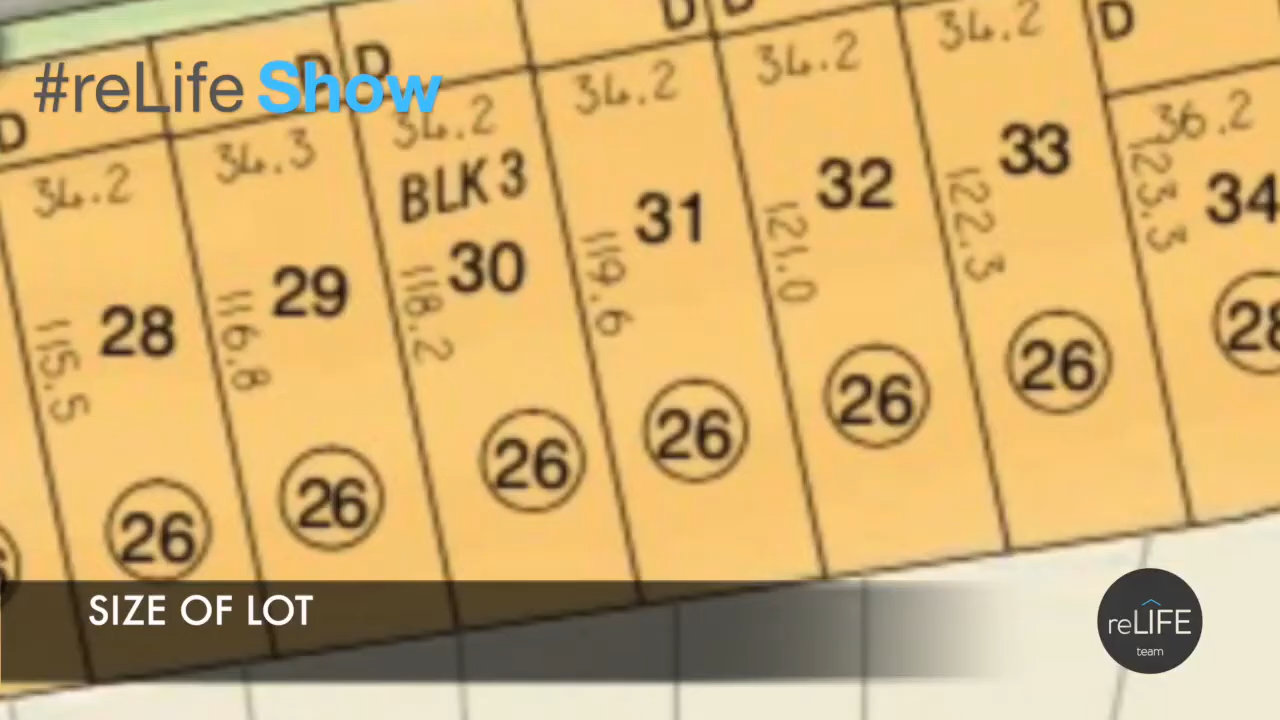 #reLife Show
D
D
D
D
D
D
34.2
34.3
34.2
34.2
34.2
34.2
36.2
BLK 3
28
29
30
31
32
33
34
115.5
116.8
118.2
119.6
121.0
122.3
123.3
26
26
26
26
26
26
28
SIZE OF LOT
reLIFE
team